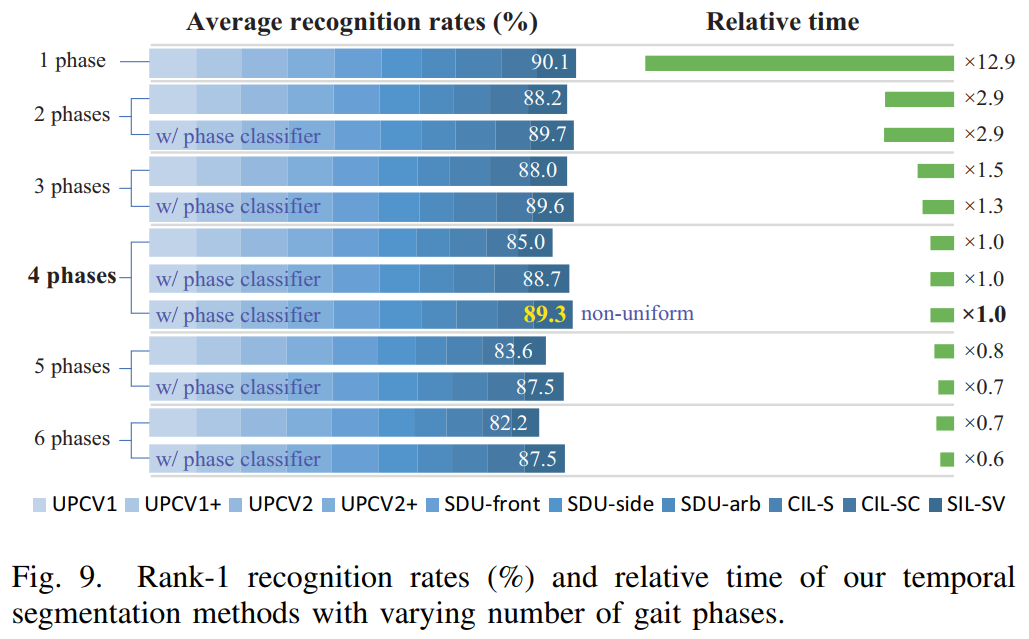 Average recognition rates (%) Relative time
1 phase 90.1 ×12.9
2 phases 88.2 ×2.9
w/ phase classifier 89.7 ×2.9
3 phases 88.0 ×1.5
w/ phase classifier 89.6 ×1.3
4 phases 85.0 ×1.0
w/ phase classifier 88.7 ×1.0
w/ phase classifier 89.3 non-uniform ×1.0
5 phases 83.6 ×0.8
w/ phase classifier 87.5 ×0.7
6 phases 82.2 ×0.7
w/ phase classifier 87.5 ×0.6
UPCV1 UPCV1+ UPCV2 UPCV2+ SDU-front SDU-side SDU-arb CIL-S CIL-SC SIL-SV
Fig. 9. Rank-1 recognition rates (%) and relative time of our temporal
segmentation methods with varying number of gait phases.